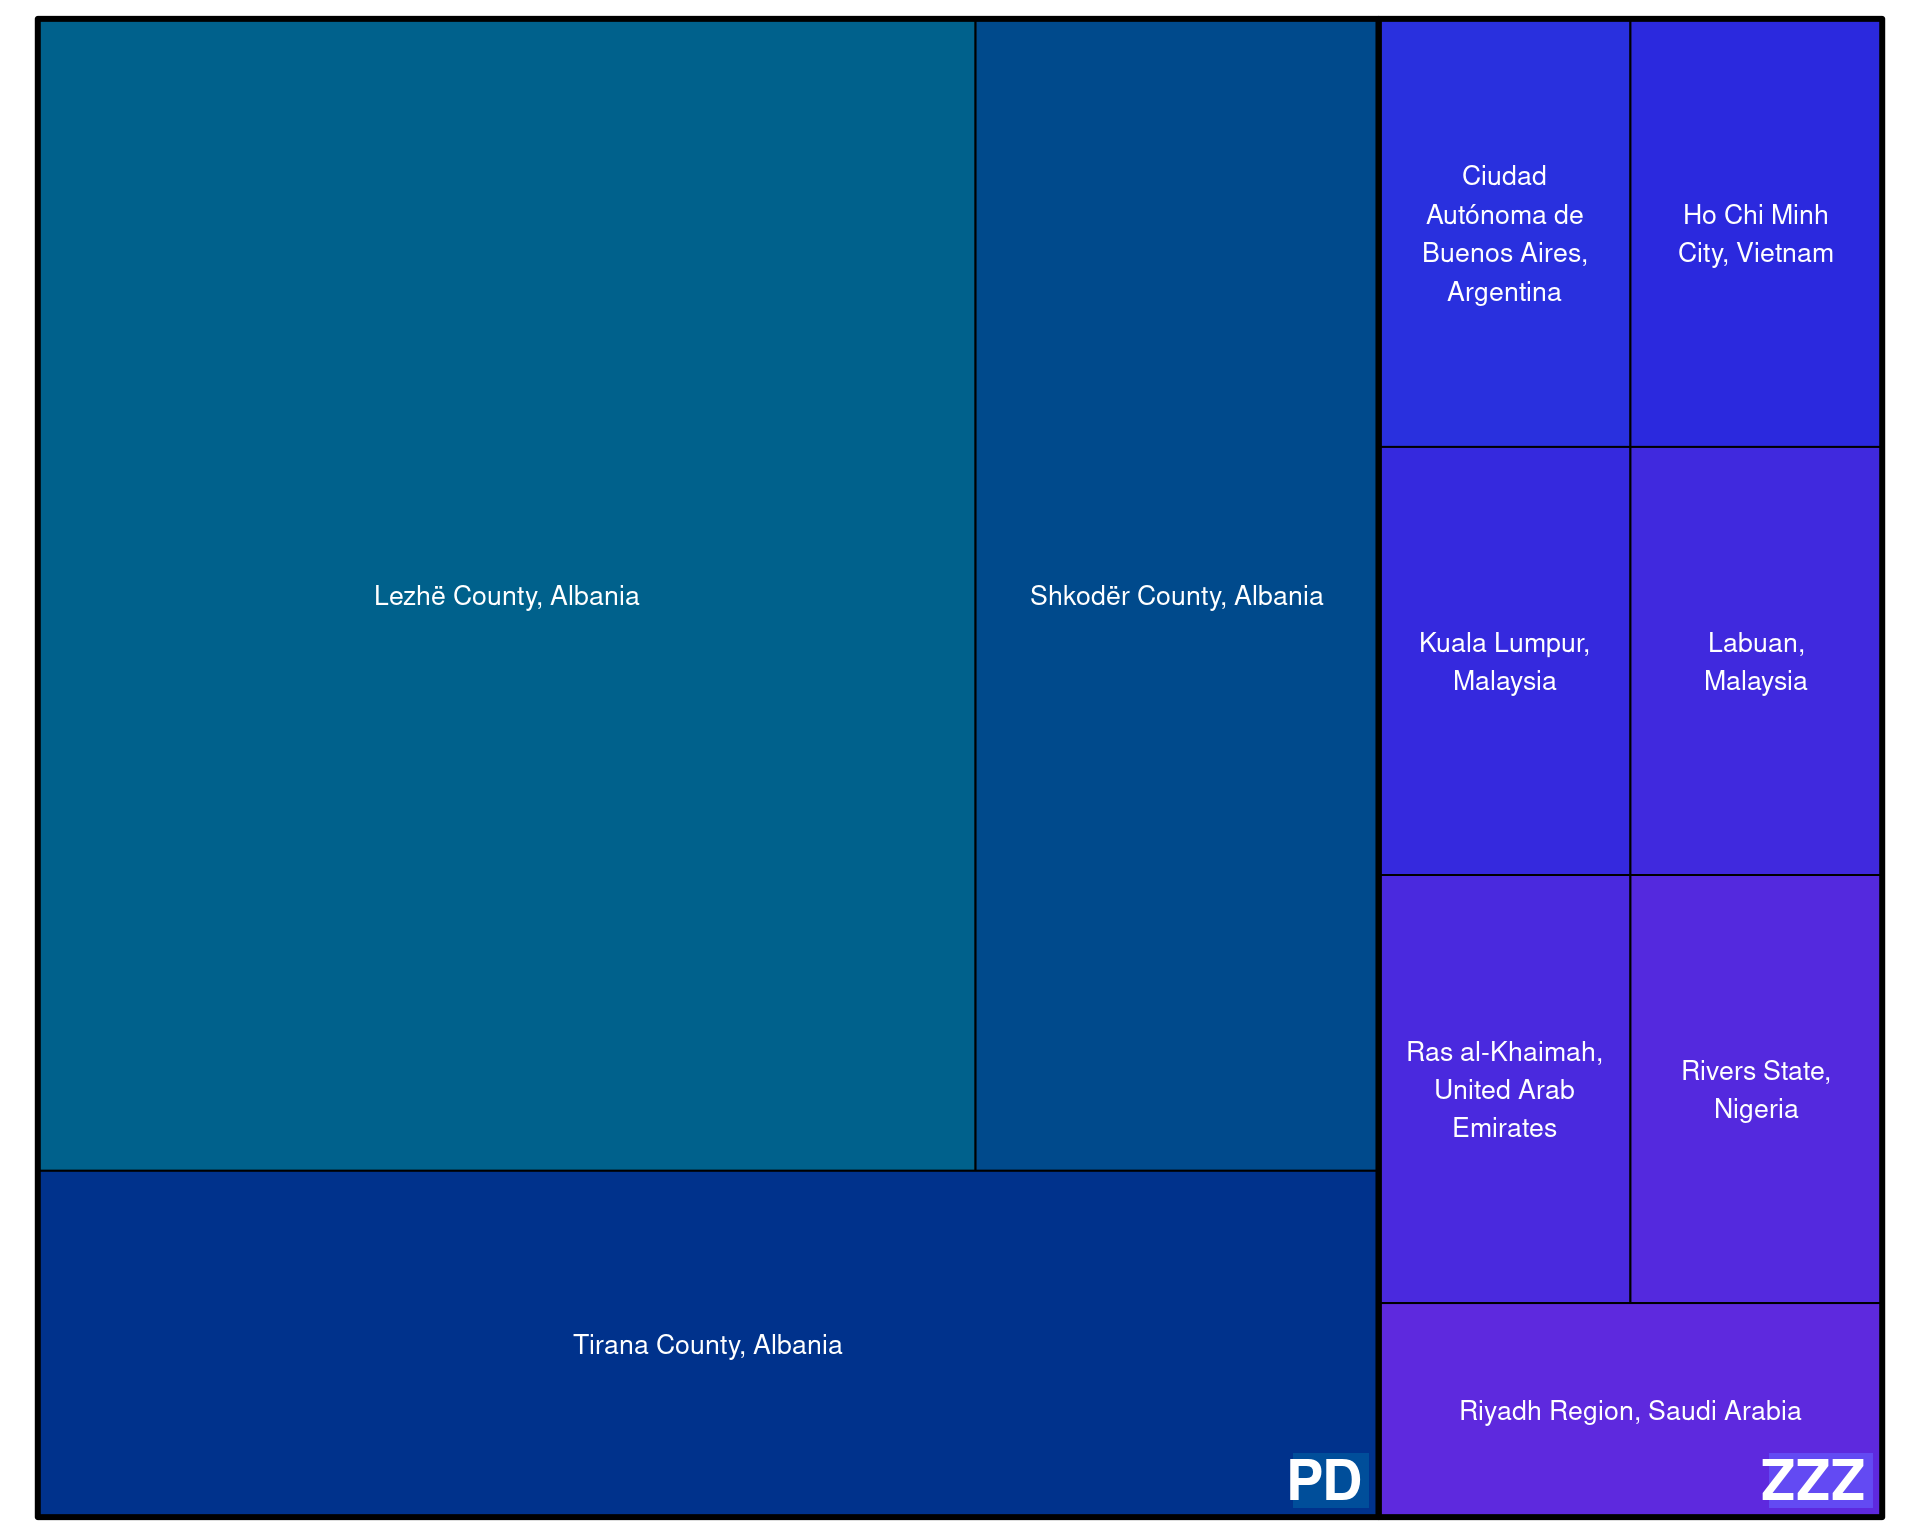 Lezhë County, Albania
Shkodër County, Albania
Tirana County, Albania
PD
Ciudad
Autónoma de
Buenos Aires,
Argentina
Ho Chi Minh
City, Vietnam
Kuala Lumpur,
Malaysia
Labuan,
Malaysia
Ras al-Khaimah,
United Arab
Emirates
Rivers State,
Nigeria
Riyadh Region, Saudi Arabia
ZZZ